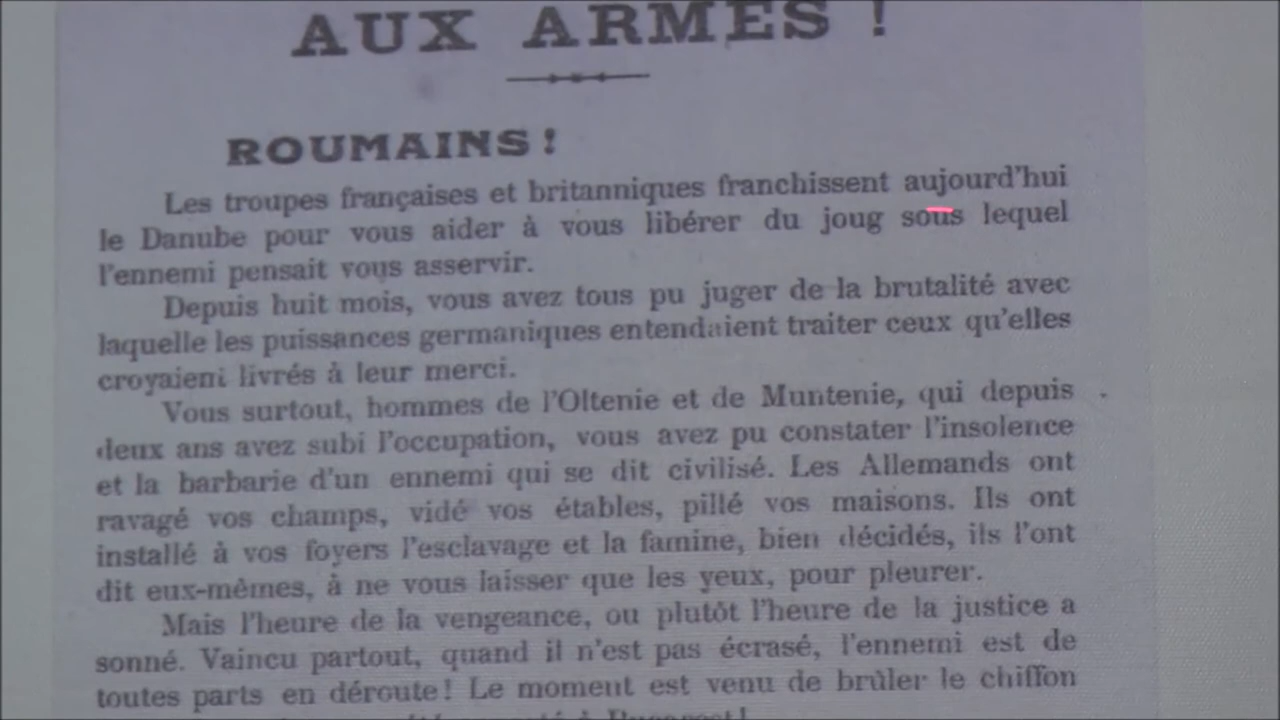 AUX ARMES !
ROUMAINS !
Les troupes françaises et britanniques franchissent aujourd'hui
le Danube pour vous aider à vous libérer du joug sous lequel
l'ennemi pensait vous asservir.
Depuis huit mois, vous avez tous pu juger de la brutalité avec
laquelle les puissances germaniques entendaient traiter ceux qu'elles
croyaient livrés à leur merci.
Vous surtout, hommes de l'Oltenie et de Muntenie, qui depuis
deux ans avez subi l'occupation, vous avez pu constater l'insolence
et la barbarie d'un ennemi qui se dit civilisé. Les Allemands ont
ravagé vos champs, vidé vos étables, pillé vos maisons. Ils ont
installé à vos foyers l'esclavage et la famine, bien décidés, ils l'ont
dit eux-mêmes, à ne vous laisser que les yeux, pour pleurer.
Mais l'heure de la vengeance, ou plutôt l'heure de la justice a
sonné. Vaincu partout, quand il n'est pas écrasé, l'ennemi est de
toutes parts en déroute! Le moment est venu de brûler le chiffon